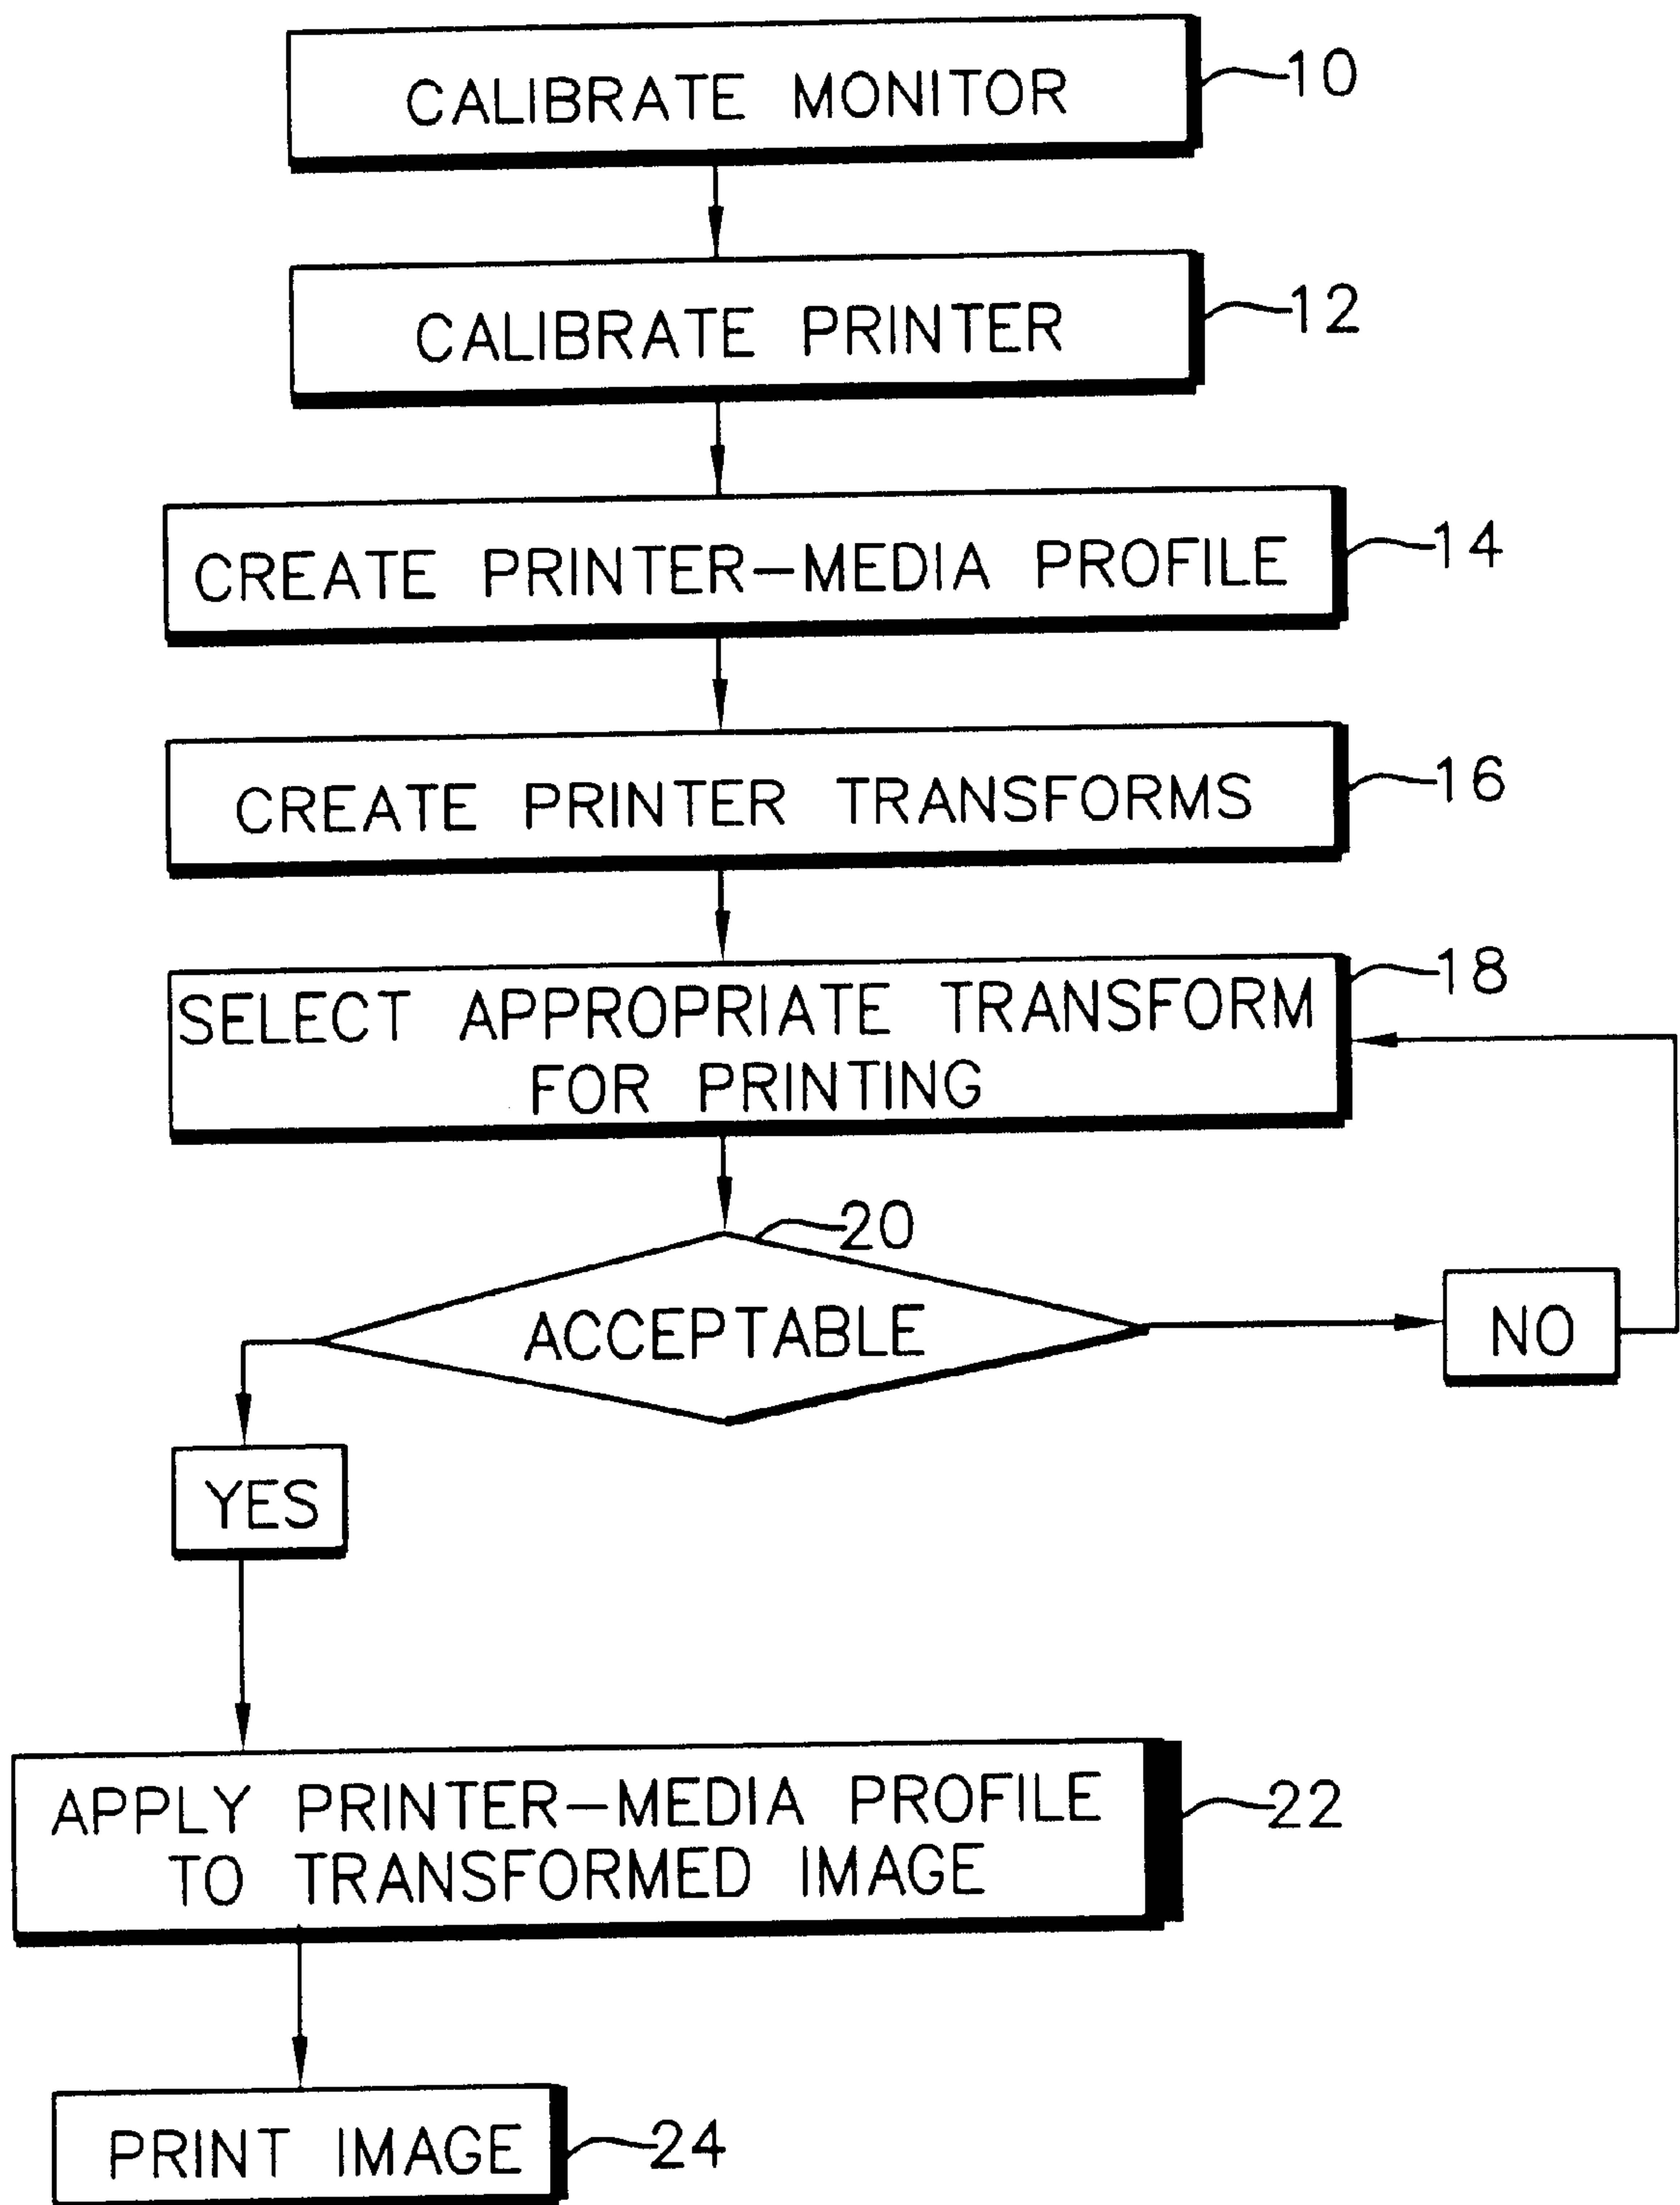 CALIBRATE MONITOR
10
CALIBRATE PRINTER
12
CREATE PRINTER-MEDIA PROFILE
14
CREATE PRINTER TRANSFORMS
16
SELECT APPROPRIATE TRANSFORM
FOR PRINTING
18
20
ACCEPTABLE
NO
YES
APPLY PRINTER-MEDIA PROFILE
TO TRANSFORMED IMAGE
22
PRINT IMAGE
24